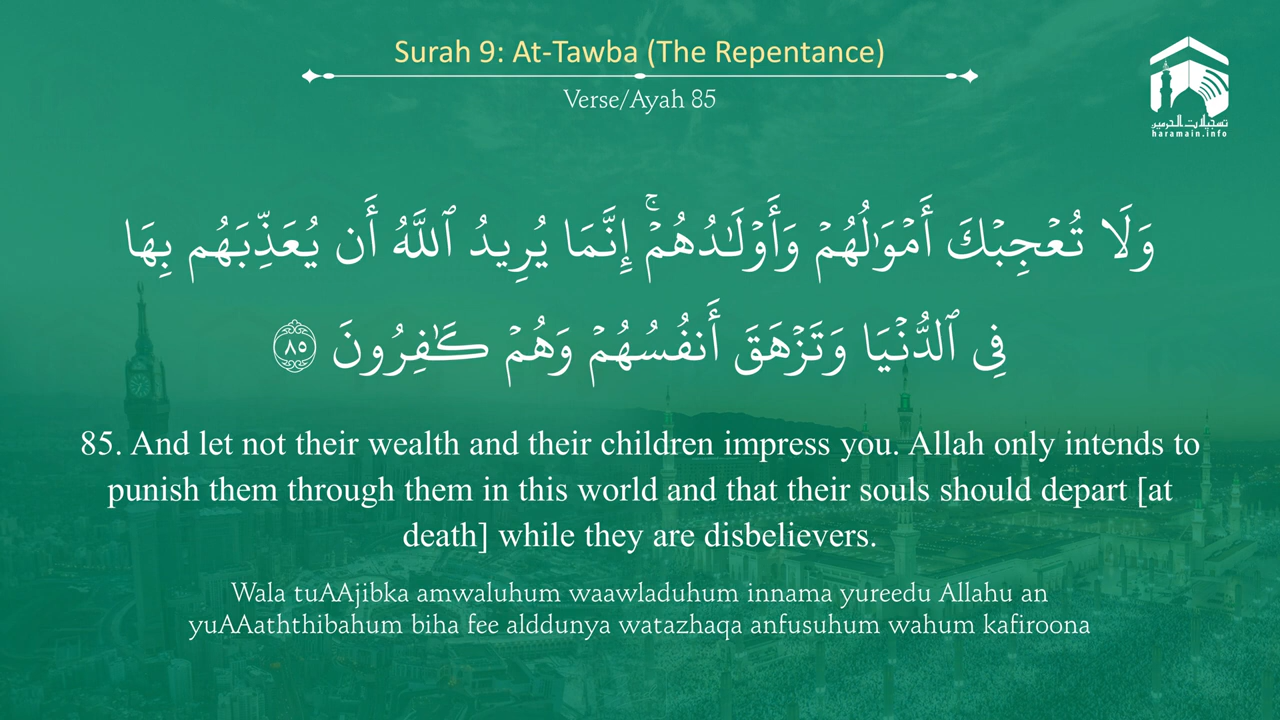 Surah 9: At-Tawba (The Repentance)
Verse/Ayah 85
تسجيلات الحرمين
haramain.info
وَلَا تُعْجِبْكَ أَمْوَٰلُهُمْ وَأَوْلَـٰدُهُمْ ۚ إِنَّمَا يُرِيدُ ٱللَّهُ أَن يُعَذِّبَهُم بِهَا
فِى ٱلدُّنْيَا وَتَزْهَقَ أَنفُسُهُمْ وَهُمْ كَـٰفِرُونَ ٨٥
85. And let not their wealth and their children impress you. Allah only intends to
punish them through them in this world and that their souls should depart [at
death] while they are disbelievers.
Wala tuAAjibka amwaluhum waawladuhum innama yureedu Allahu an
yuAAaththibahum biha fee alddunya watazhaqa anfusuhum wahum kafiroona